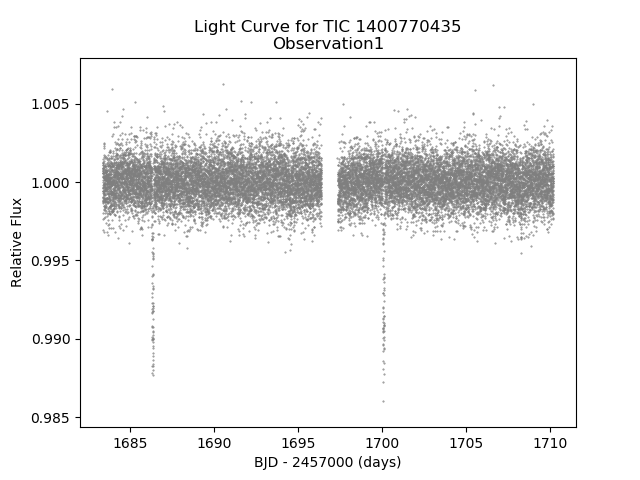 Light Curve for TIC 1400770435
Observation1
1.005
1.000
0.995
0.990
0.985
Relative Flux
1685
1690
1695
1700
1705
1710
BJD - 2457000 (days)